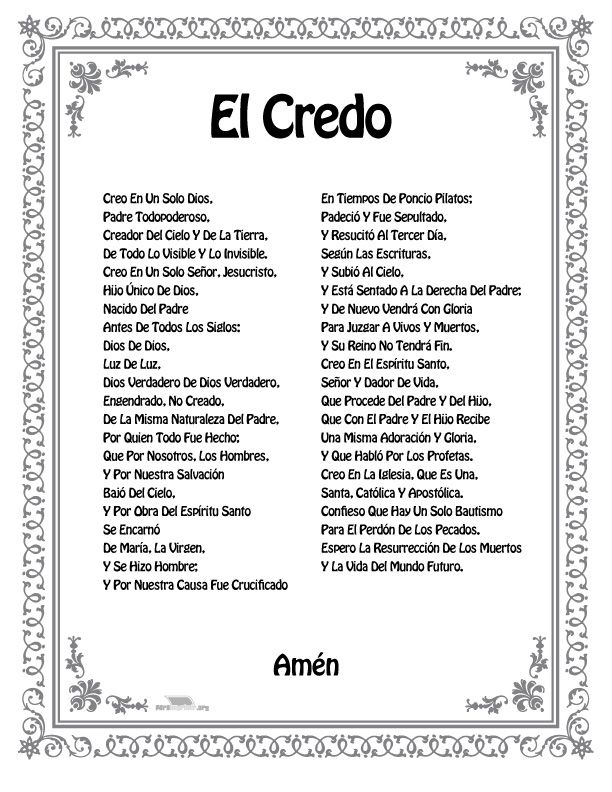 El Credo
Creo En Un Solo Dios,
Padre Todopoderoso,
Creador Del Cielo Y De La Tierra,
De Todo Lo Visible Y Lo Invisible.
Creo En Un Solo Señor, Jesucristo,
Hijo Único De Dios,
Nacido Del Padre
Antes De Todos Los Siglos:
Dios De Dios,
Luz De Luz,
Dios Verdadero De Dios Verdadero,
Engendrado, No Creado,
De La Misma Naturaleza Del Padre,
Por Quien Todo Fue Hecho;
Que Por Nosotros, Los Hombres,
Y Por Nuestra Salvación
Bajó Del Cielo,
Y Por Obra Del Espíritu Santo
Se Encarnó
De María, La Virgen,
Y Se Hizo Hombre;
Y Por Nuestra Causa Fue Crucificado
En Tiempos De Poncio Pilatos;
Padeció Y Fue Sepultado,
Y Resucitó Al Tercer Día,
Según Las Escrituras,
Y Subió Al Cielo,
Y Está Sentado A La Derecha Del Padre;
Y De Nuevo Vendrá Con Gloria
Para Juzgar A Vivos Y Muertos,
Y Su Reino No Tendrá Fin.
Creo En El Espíritu Santo,
Señor Y Dador De Vida,
Que Procede Del Padre Y Del Hijo,
Que Con El Padre Y El Hijo Recibe
Una Misma Adoración Y Gloria,
Y Que Habló Por Los Profetas.
Creo En La Iglesia, Que Es Una,
Santa, Católica Y Apostólica.
Confieso Que Hay Un Solo Bautismo
Para El Perdón De Los Pecados.
Espero La Resurrección De Los Muertos
Y La Vida Del Mundo Futuro.
Amén